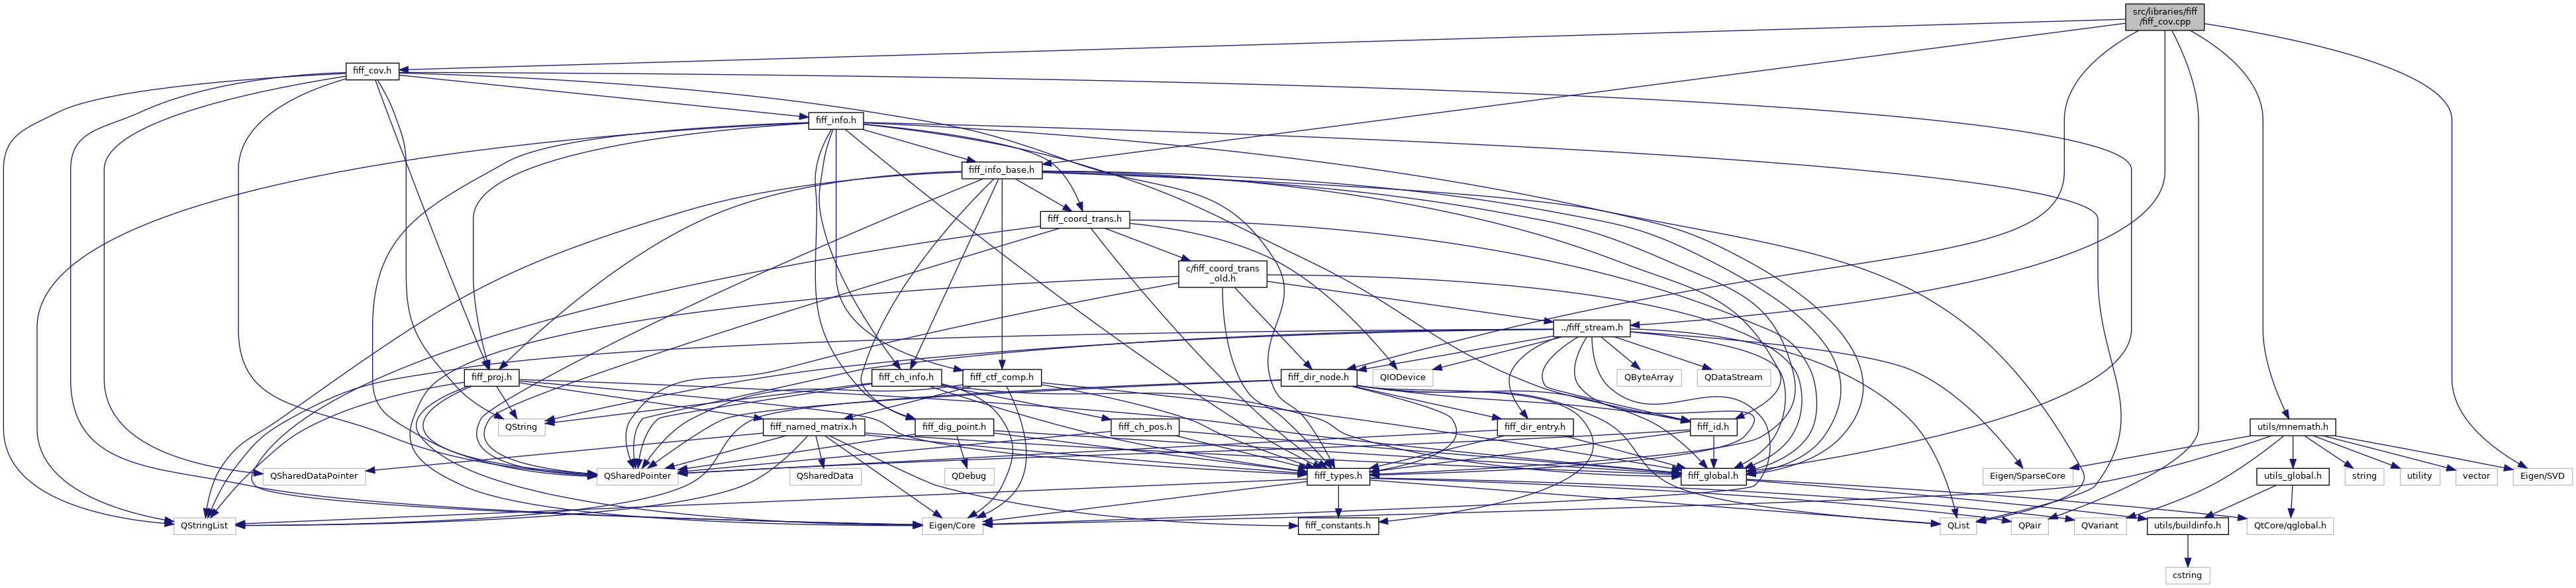 src/libraries/fiff
/fiff_cov.cpp
fiff_cov.h
fiff_info.h
fiff_info_base.h
fiff_coord_trans.h
c/fiff_coord_trans
_old.h
../fiff_stream.h
fiff_proj.h
fiff_ch_info.h
fiff_ctf_comp.h
fiff_dir_node.h
QIODevice
QByteArray
QDataStream
QString
fiff_named_matrix.h
fiff_dig_point.h
fiff_ch_pos.h
fiff_dir_entry.h
fiff_id.h
utils/mnemath.h
QSharedDataPointer
QSharedPointer
QSharedData
QDebug
fiff_types.h
fiff_global.h
Eigen/SparseCore
utils_global.h
string
utility
vector
Eigen/SVD
QStringList
Eigen/Core
fiff_constants.h
QList
QPair
QVariant
utils/buildinfo.h
QtCore/qglobal.h
cstring